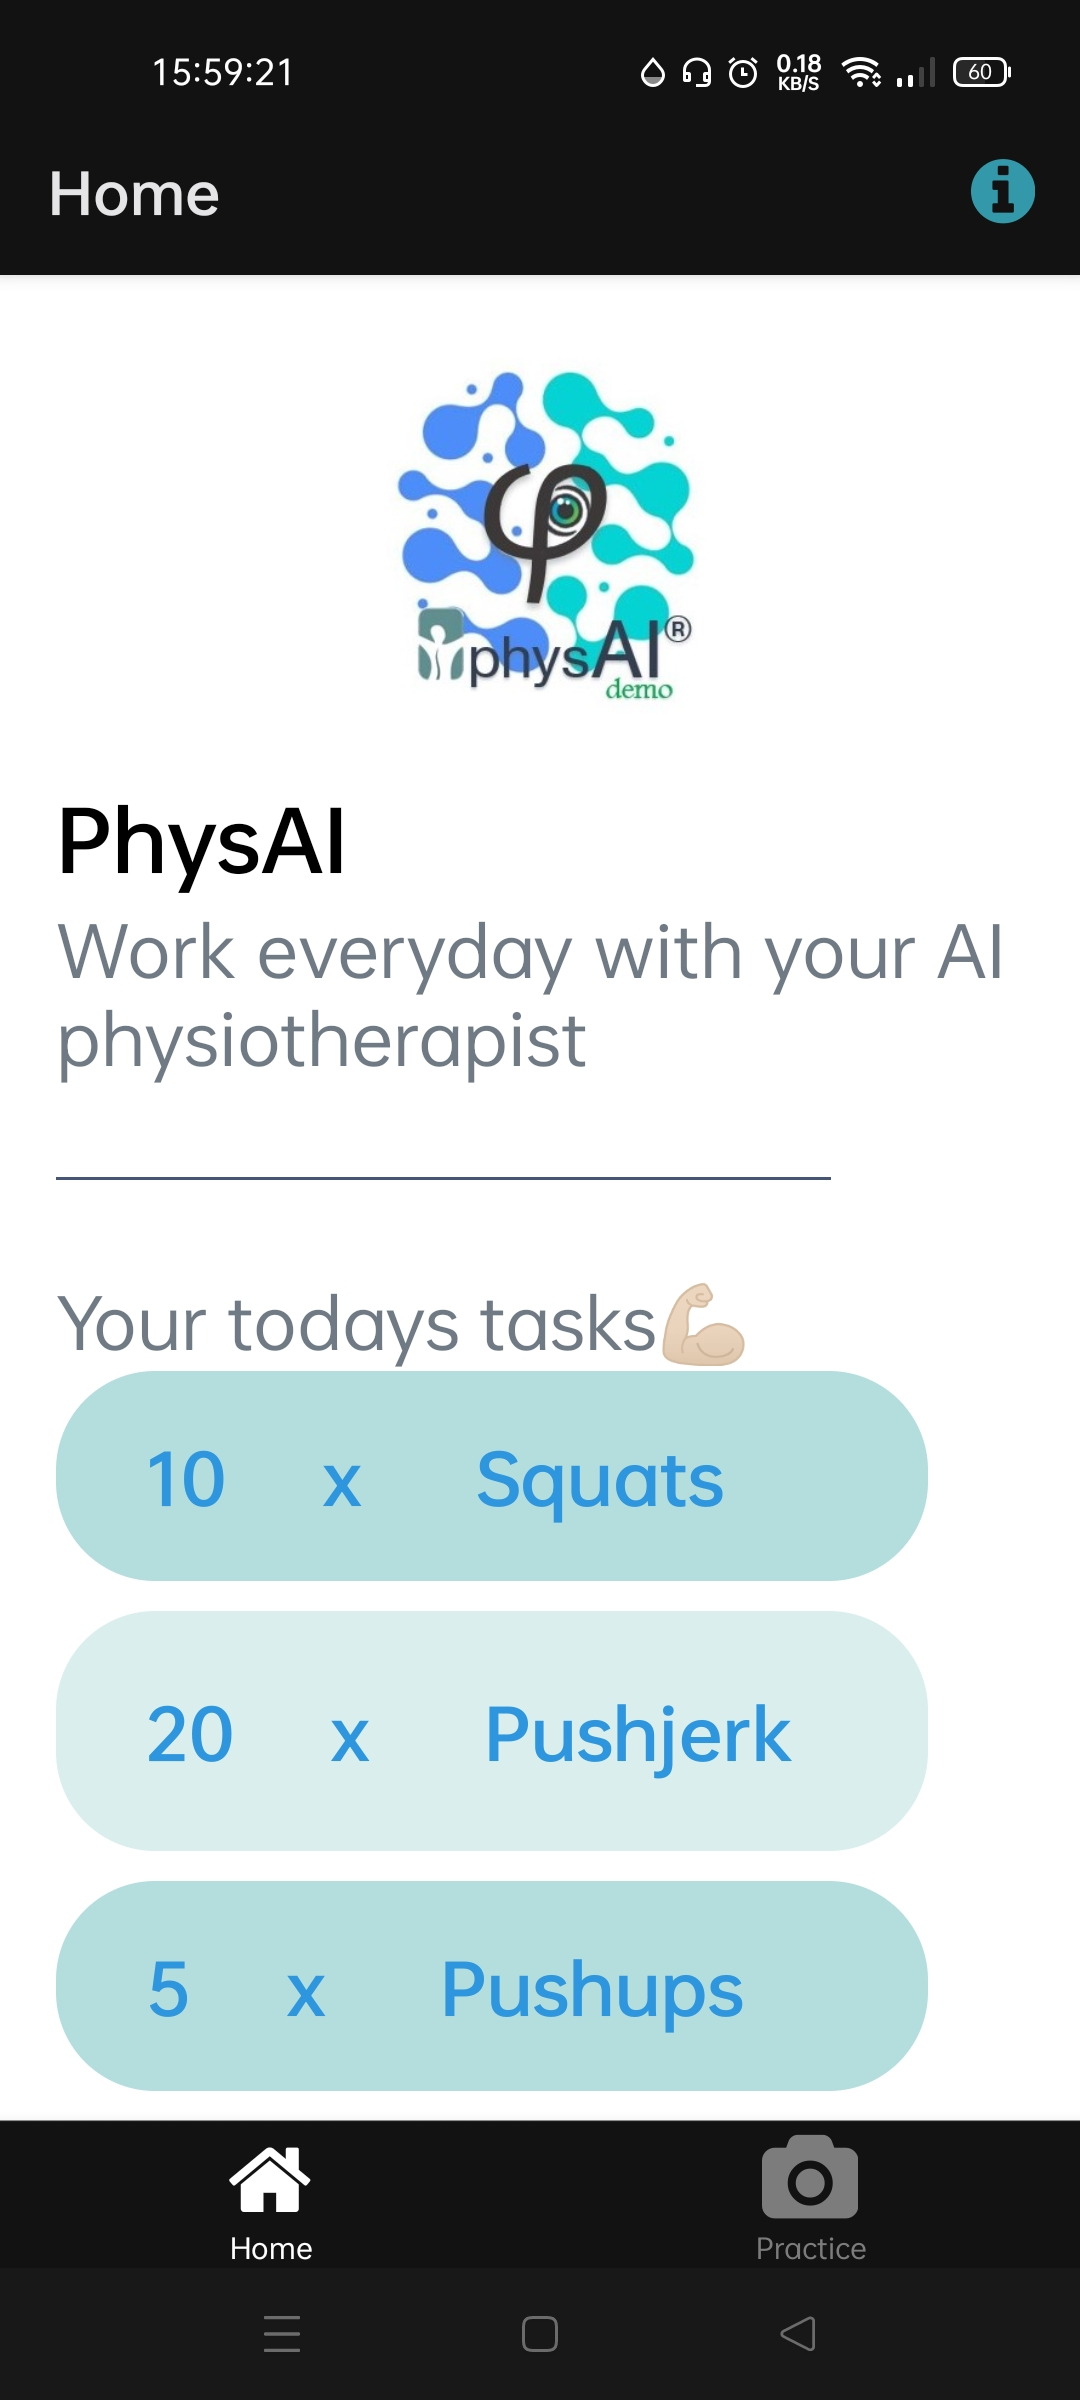 15:59:21
0.18
KB/S
60
Home
physAI®
demo
PhysAI
Work everyday with your AI
physiotherapist
Your todays tasks💪🏻
10 x Squats
20 x Pushjerk
5 x Pushups
Home
Practice